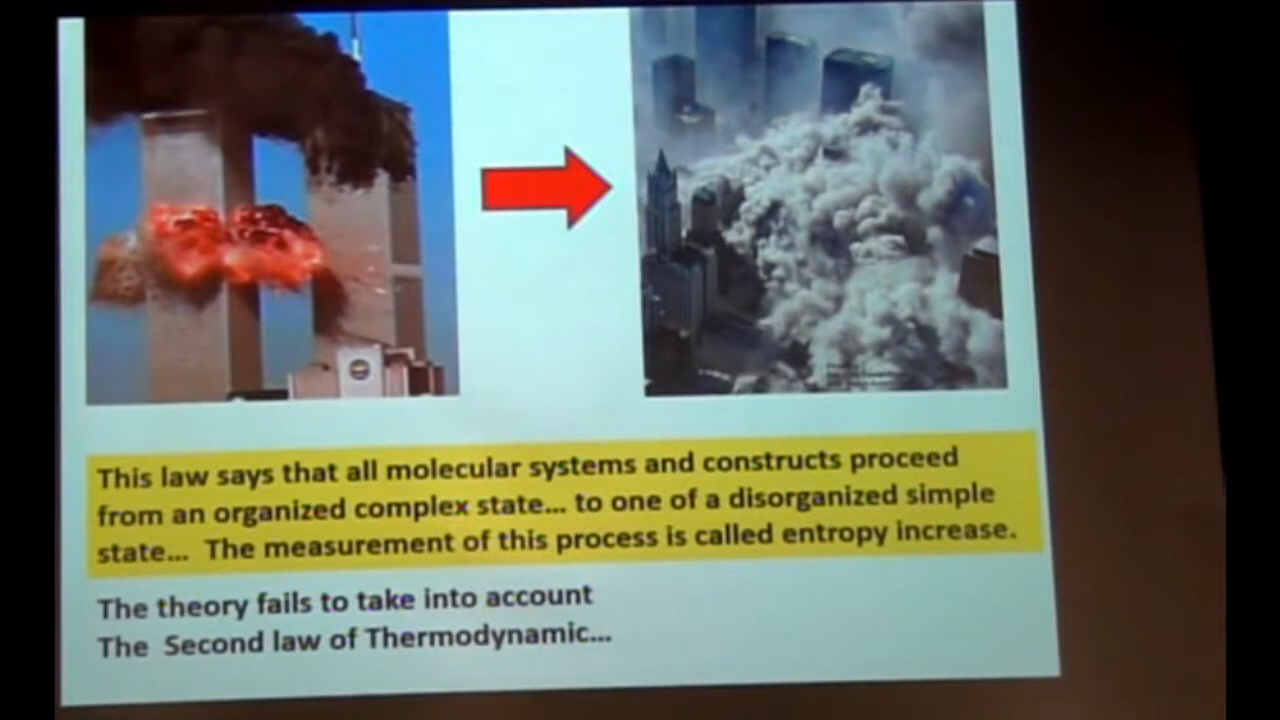 This law says that all molecular systems and constructs proceed
from an organized complex state... to one of a disorganized simple
state... The measurement of this process is called entropy increase.
The theory fails to take into account
The Second law of Thermodynamic...